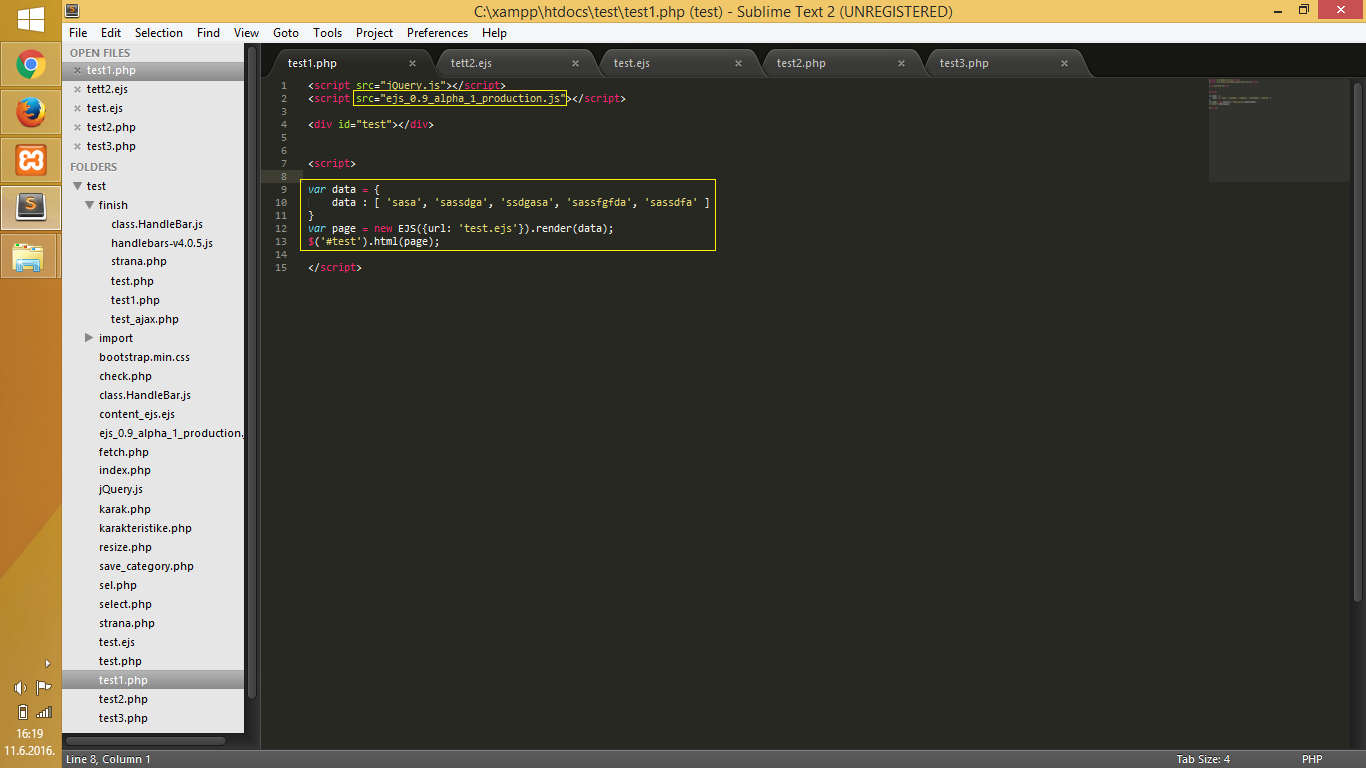 C:\xampp\htdocs\test\test1.php (test) - Sublime Text 2 (UNREGISTERED)
File Edit Selection Find View Goto Tools Project Preferences Help
OPEN FILES
test1.php
tett2.ejs
test.ejs
test2.php
test3.php
FOLDERS
test
finish
class.HandleBar.js
handlebars-v4.0.5.js
strana.php
test.php
test1.php
test_ajax.php
import
bootstrap.min.css
check.php
class.HandleBar.js
content_ejs.ejs
ejs_0.9_alpha_1_production.
fetch.php
index.php
jQuery.js
karak.php
karakteristike.php
resize.php
save_category.php
sel.php
select.php
strana.php
test.ejs
test.php
test1.php
test2.php
test3.php
test1.php tett2.ejs test.ejs test2.php test3.php
1 <script src="jQuery.js"></script>
2 <script src="ejs_0.9_alpha_1_production.js"></script>
3
4 <div id="test"></div>
5
6
7 <script>
8
9 var data = {
10 data : [ 'sasa', 'sassdga', 'ssdgasa', 'sassfgfda', 'sassdfa' ]
11 }
12 var page = new EJS({url: 'test.ejs'}).render(data);
13 $('#test').html(page);
14
15 </script>
16:19
11.6.2016.
Line 8, Column 1
Tab Size: 4
PHP